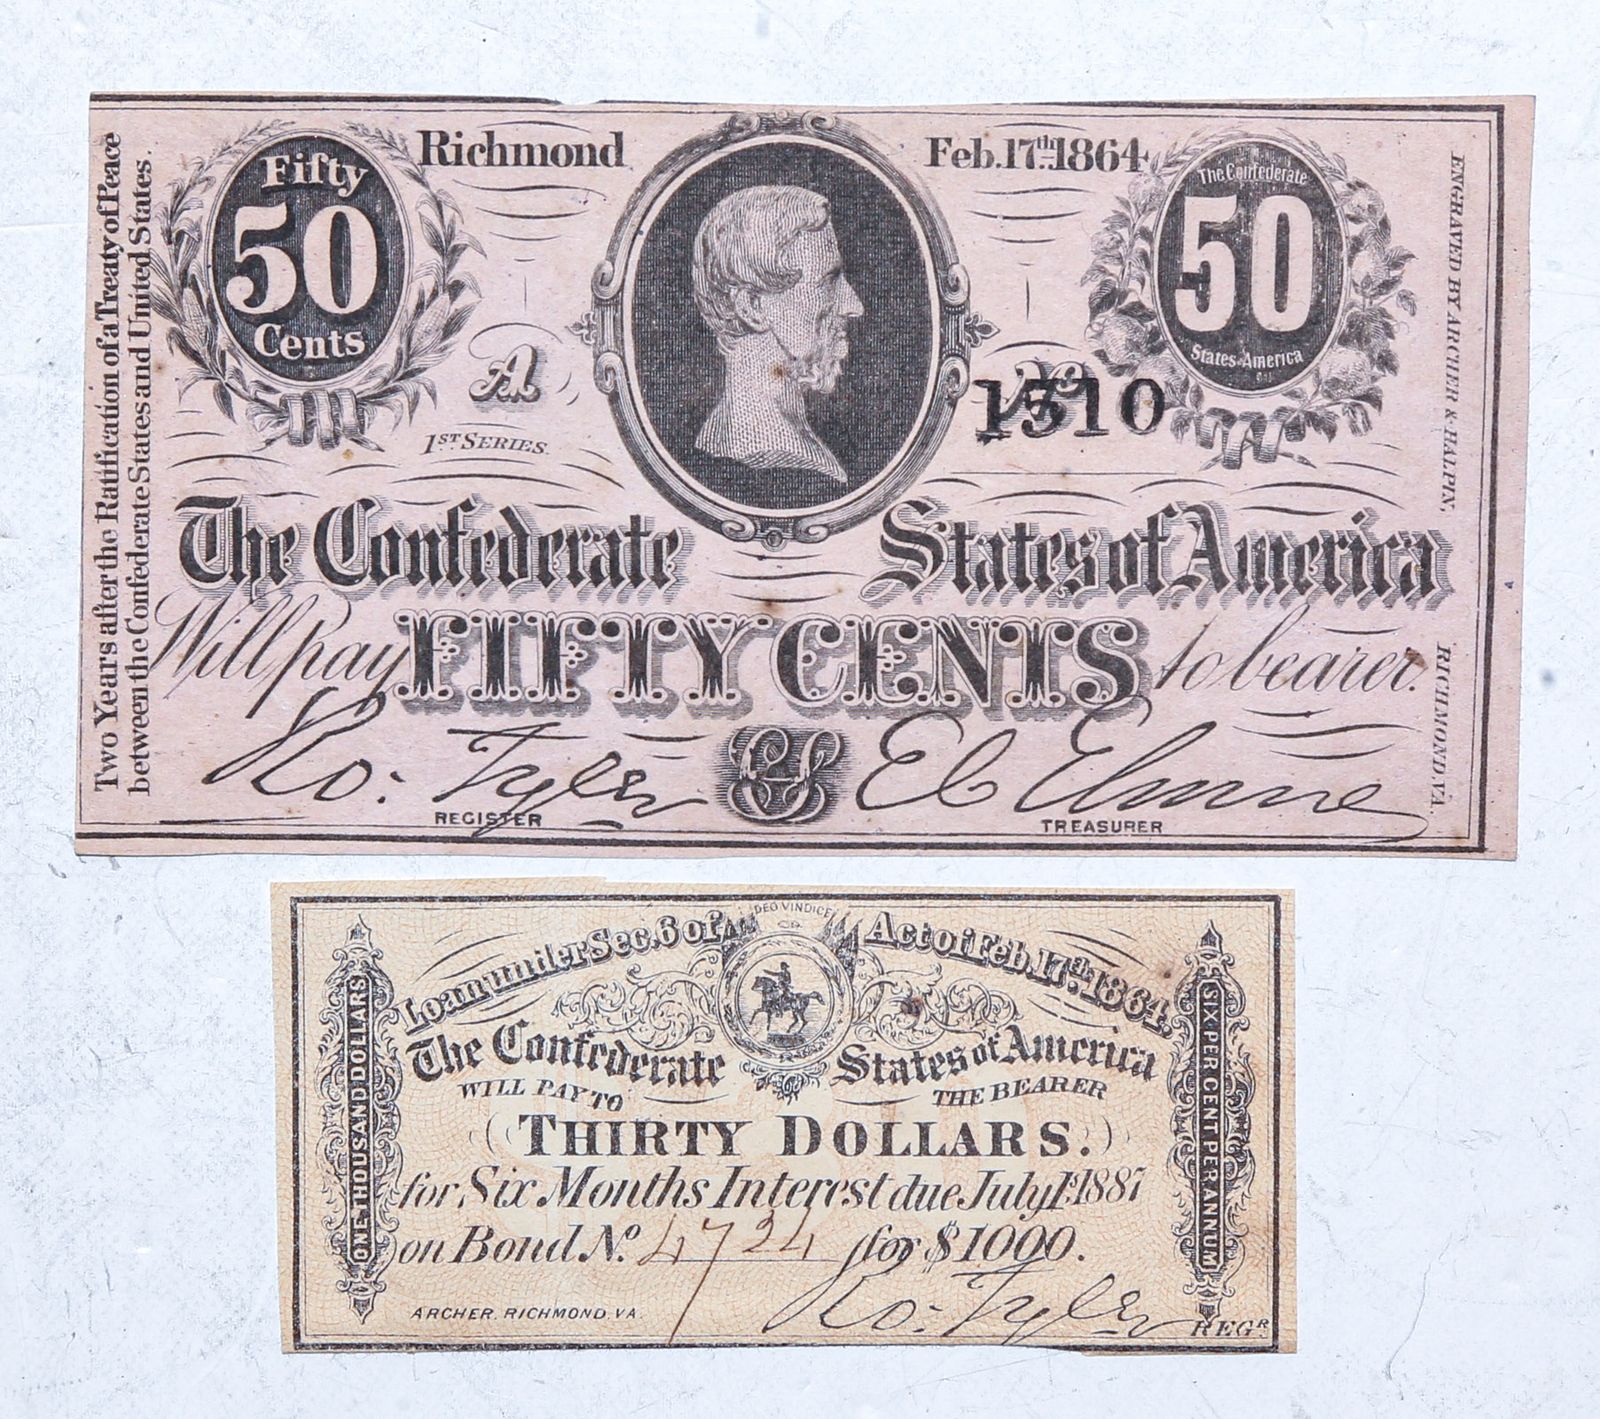 Two Years after the Ratification of a Treaty of Peace
between the Confederate States and United States.
Fifty
50
Cents
Richmond
Feb. 17th 1864
The Confederate
50
States America
A
1ST SERIES.
No 1310
ENGRAVED BY ARCHER & HALPIN,
RICHMOND, VA.
The Confederate States of America
Will pay FIFTY CENTS to bearer.
Ro: Tyler
REGISTER
CS
E C Elmore
TREASURER
DEO VINDICE
Loan under Sec. 6 of Act of Feb. 17th 1864.
The Confederate States of America
WILL PAY TO THE BEARER
THIRTY DOLLARS.
for Six Months Interest due July 1st 1887
on Bond No. 4724 for $1000.
ARCHER, RICHMOND, VA
Ro: Tyler
REGR.
ONE THOUSAND DOLLARS
SIX PER CENT PER ANNUM